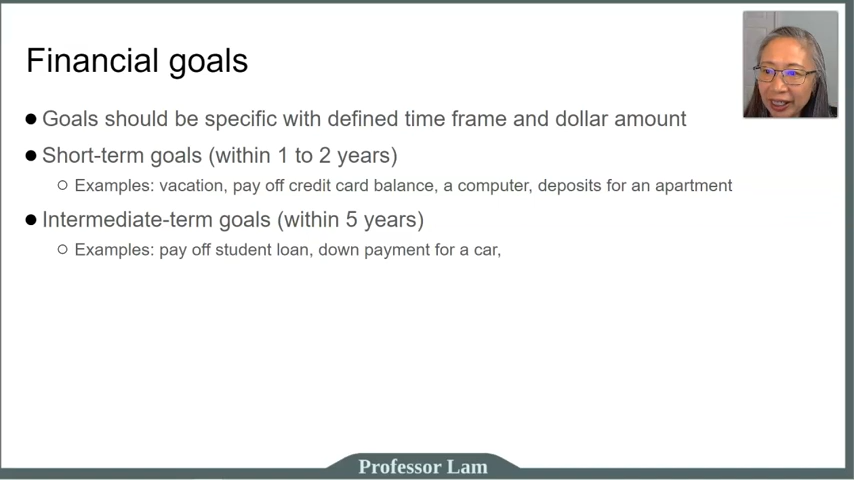 Financial goals
● Goals should be specific with defined time frame and dollar amount
● Short-term goals (within 1 to 2 years)
○ Examples: vacation, pay off credit card balance, a computer, deposits for an apartment
● Intermediate-term goals (within 5 years)
○ Examples: pay off student loan, down payment for a car,
Professor Lam